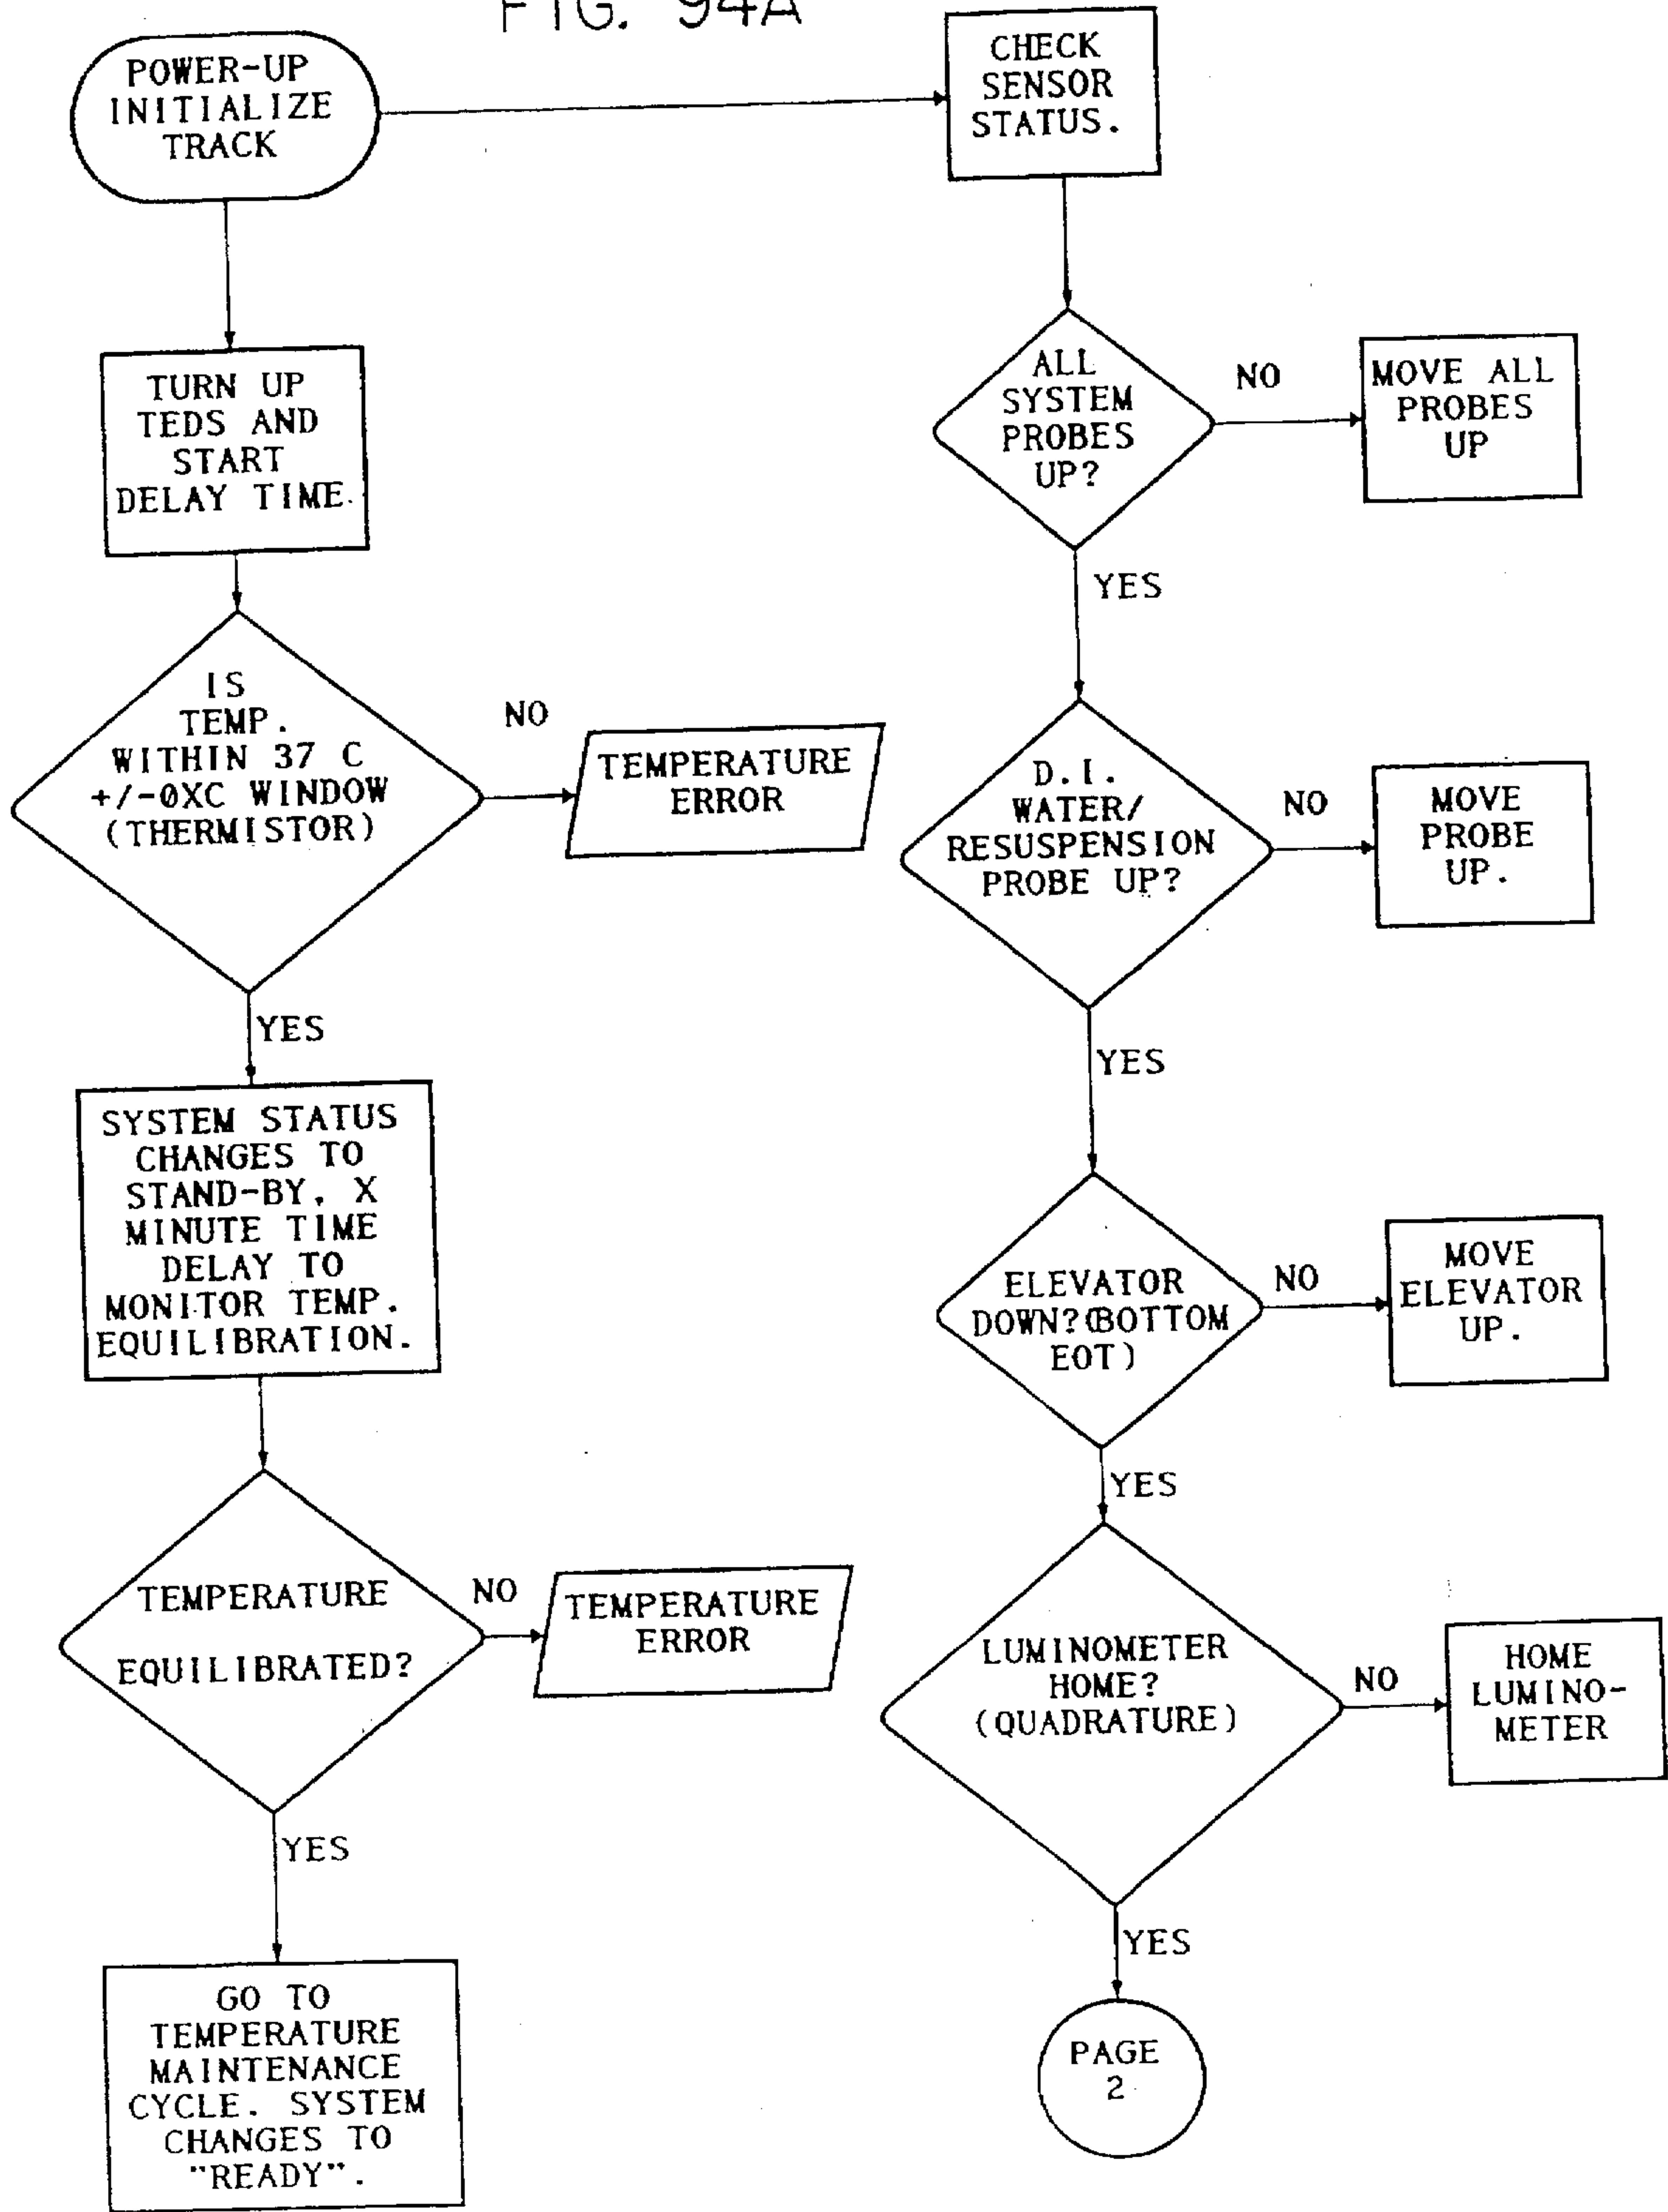 FIG. 94A
POWER-UP
INITIALIZE
TRACK
TURN UP
TEDS AND
START
DELAY TIME.
IS
TEMP.
WITHIN 37 C
+/-0XC WINDOW
(THERMISTOR)
NO
TEMPERATURE
ERROR
YES
SYSTEM STATUS
CHANGES TO
STAND-BY, X
MINUTE TIME
DELAY TO
MONITOR TEMP.
EQUILIBRATION.
TEMPERATURE
EQUILIBRATED?
NO
TEMPERATURE
ERROR
YES
GO TO
TEMPERATURE
MAINTENANCE
CYCLE. SYSTEM
CHANGES TO
"READY".
CHECK
SENSOR
STATUS.
ALL
SYSTEM
PROBES
UP?
NO
MOVE ALL
PROBES
UP
YES
D.I.
WATER/
RESUSPENSION
PROBE UP?
NO
MOVE
PROBE
UP.
YES
ELEVATOR
DOWN?(BOTTOM
EOT)
NO
MOVE
ELEVATOR
UP.
YES
LUMINOMETER
HOME?
(QUADRATURE)
NO
HOME
LUMINO-
METER
YES
PAGE
2